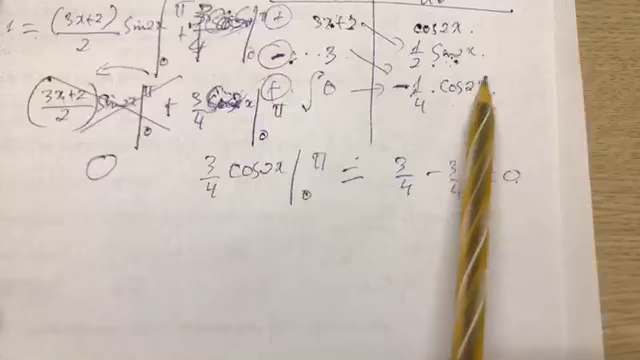 1 = (3x+2)/2 sin2x |₀^π + 3/4 cos2x |₀^π (+) 3x+2 cos2x.
(-) ... 3 1/2 sin2x.
(3x+2)/2 sin2x |₀^π + 3/4 cos2x |₀^π (+) ∫ 0 → -1/4 . cos2x.
0 3/4 cos2x |₀^π = 3/4 - 3/4 0